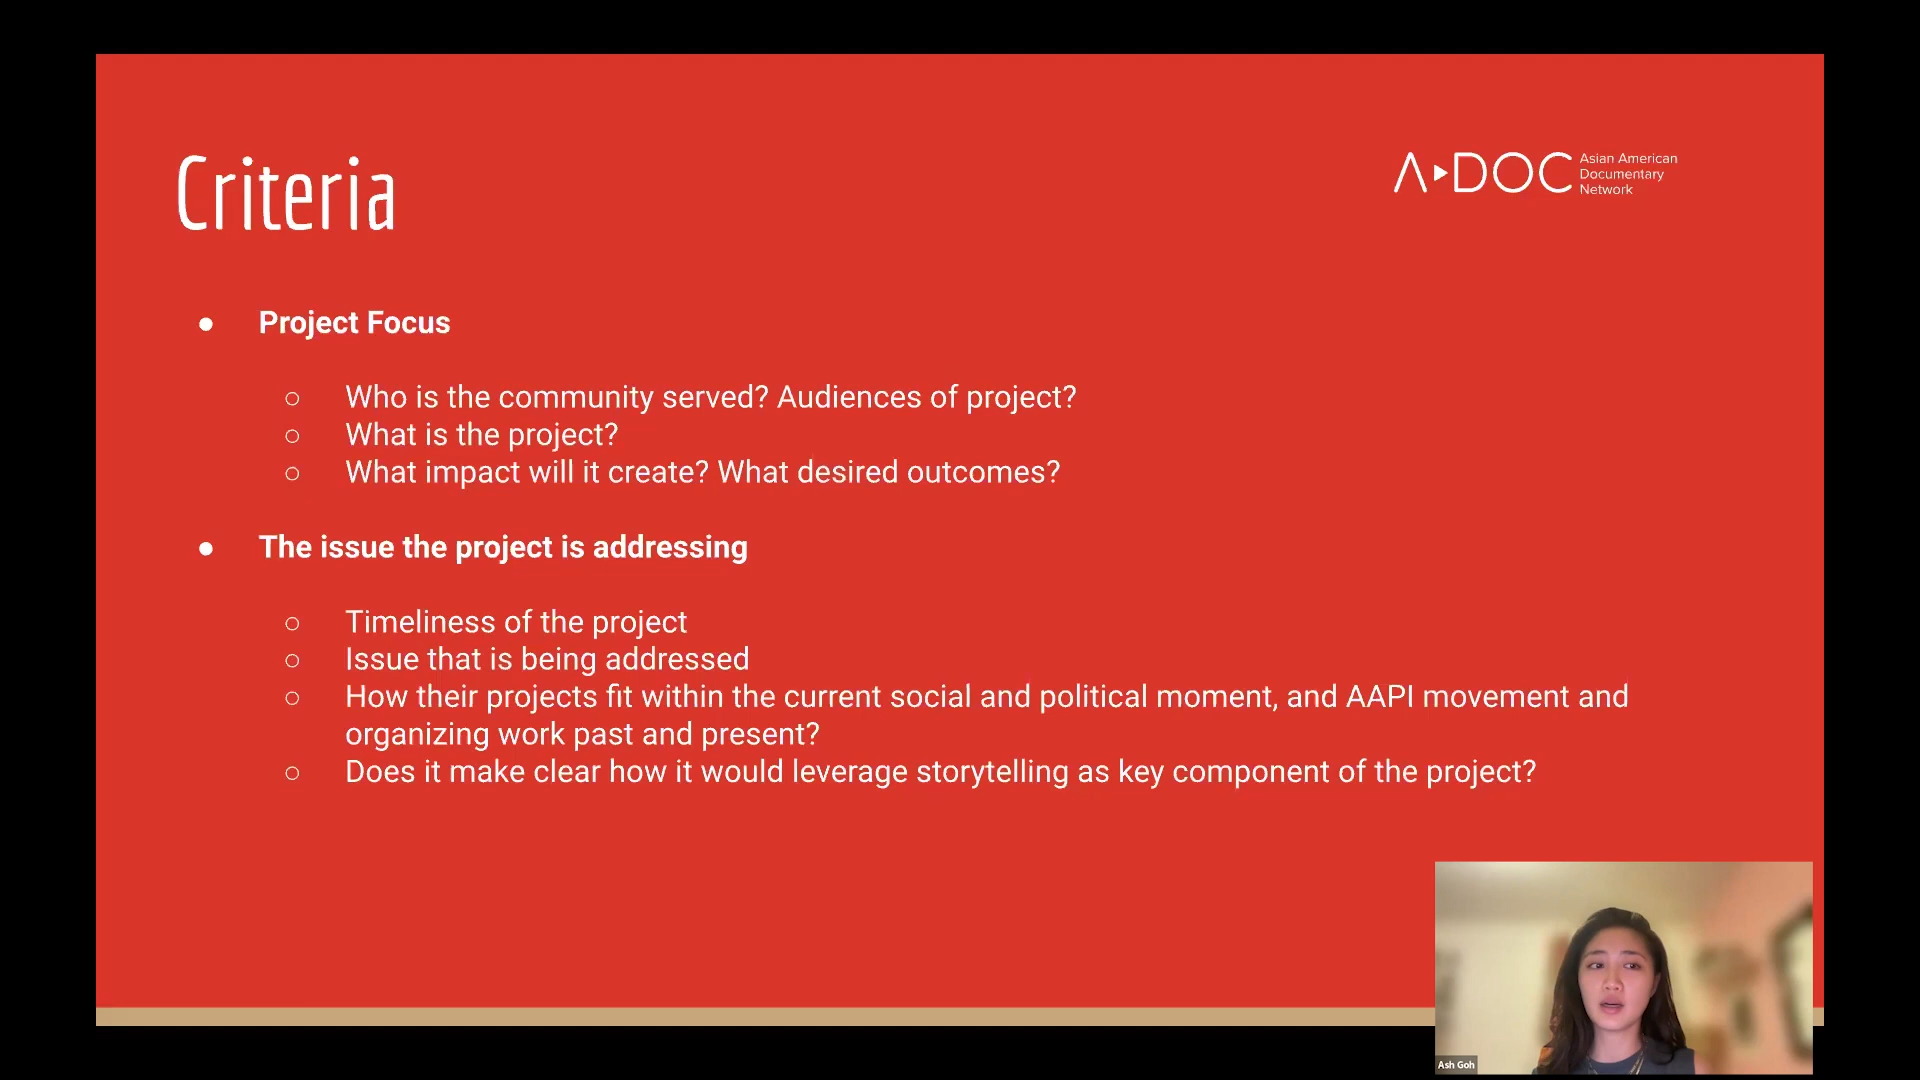 Criteria
A▸DOC
Asian American
Documentary
Network
● Project Focus
○ Who is the community served? Audiences of project?
○ What is the project?
○ What impact will it create? What desired outcomes?
● The issue the project is addressing
○ Timeliness of the project
○ Issue that is being addressed
○ How their projects fit within the current social and political moment, and AAPI movement and
organizing work past and present?
○ Does it make clear how it would leverage storytelling as key component of the project?
Ash Goh